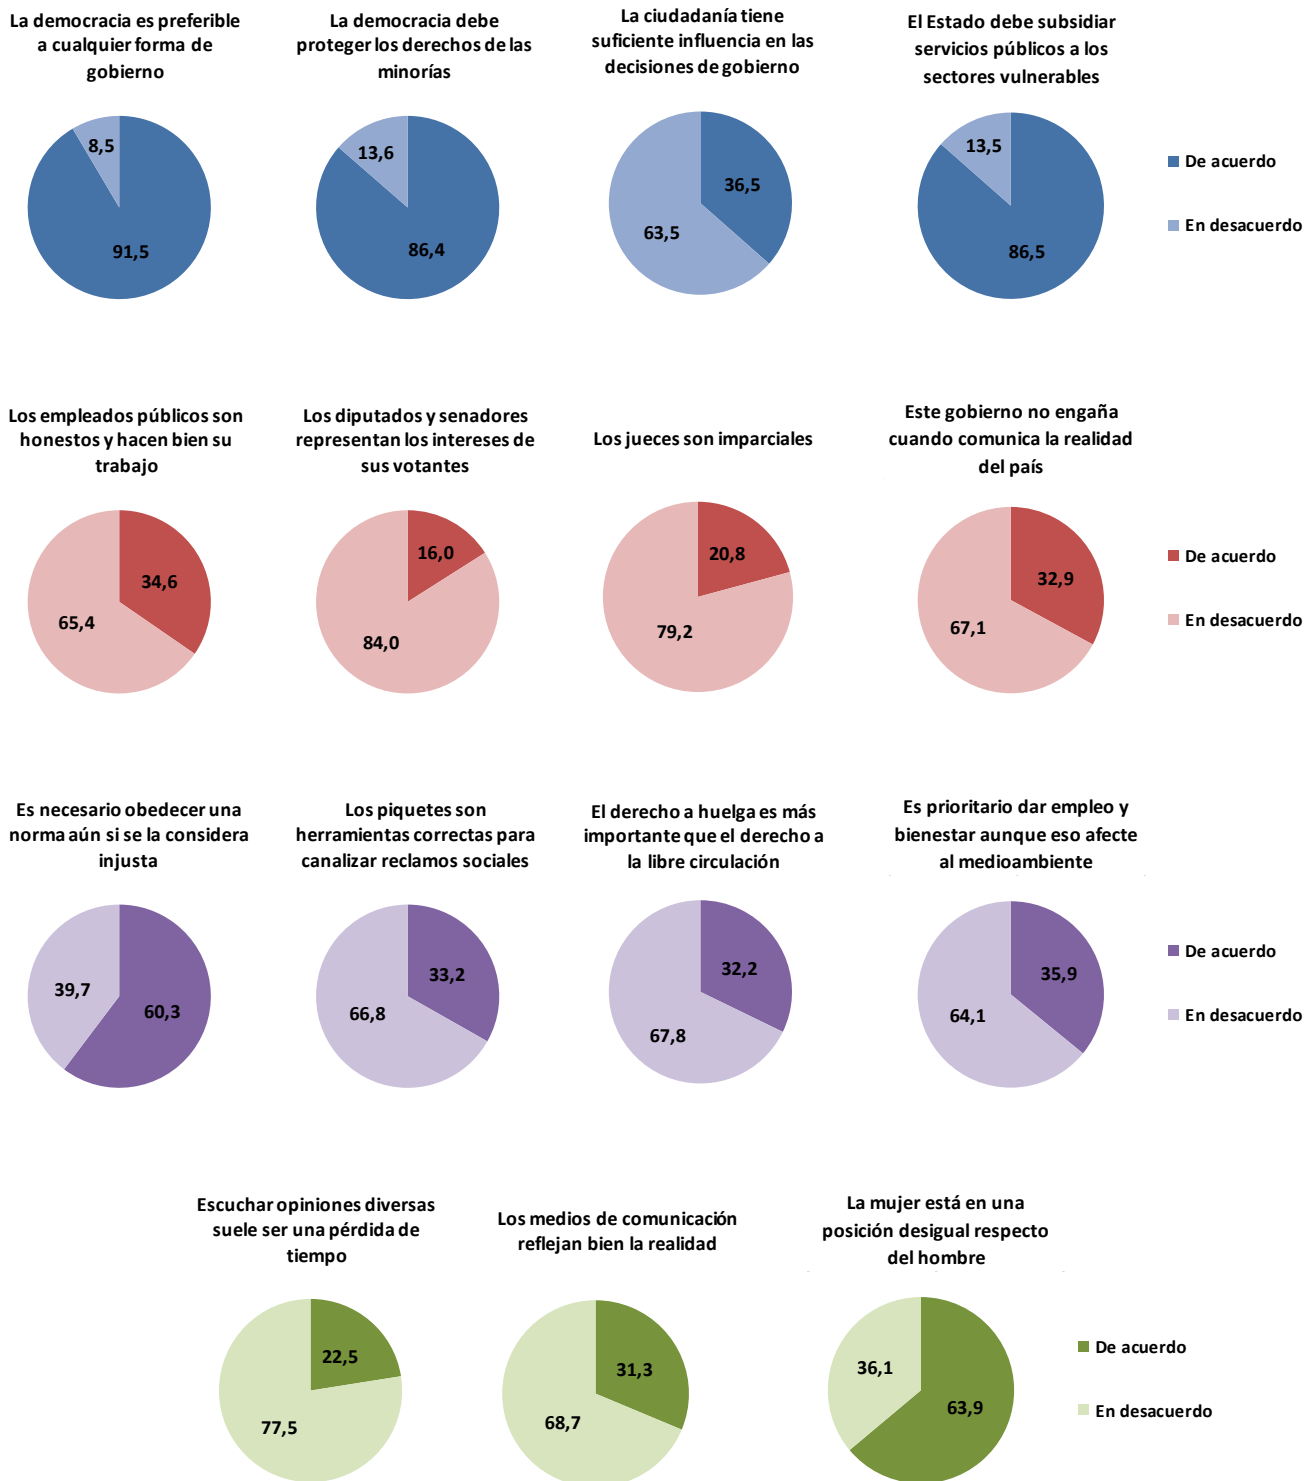 La democracia es preferible
a cualquier forma de
gobierno
La democracia debe
proteger los derechos de las
minorías
La ciudadanía tiene
suficiente influencia en las
decisiones de gobierno
El Estado debe subsidiar
servicios públicos a los
sectores vulnerables
8,5
91,5
13,6
86,4
36,5
63,5
13,5
86,5
De acuerdo
En desacuerdo
Los empleados públicos son
honestos y hacen bien su
trabajo
Los diputados y senadores
representan los intereses de
sus votantes
Los jueces son imparciales
Este gobierno no engaña
cuando comunica la realidad
del país
34,6
65,4
16,0
84,0
20,8
79,2
32,9
67,1
De acuerdo
En desacuerdo
Es necesario obedecer una
norma aún si se la considera
injusta
Los piquetes son
herramientas correctas para
canalizar reclamos sociales
El derecho a huelga es más
importante que el derecho a
la libre circulación
Es prioritario dar empleo y
bienestar aunque eso afecte
al medioambiente
39,7
60,3
33,2
66,8
32,2
67,8
35,9
64,1
De acuerdo
En desacuerdo
Escuchar opiniones diversas
suele ser una pérdida de
tiempo
Los medios de comunicación
reflejan bien la realidad
La mujer está en una
posición desigual respecto
del hombre
22,5
77,5
31,3
68,7
36,1
63,9
De acuerdo
En desacuerdo